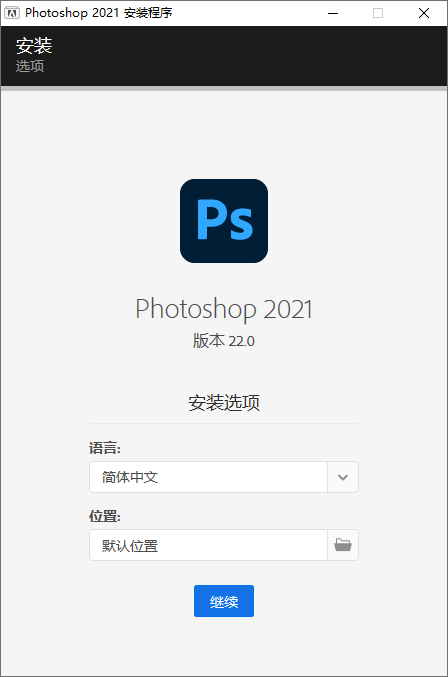 Photoshop 2021 安装程序
安装
选项
Ps
Photoshop 2021
版本 22.0
安装选项
语言:
简体中文
位置:
默认位置
继续